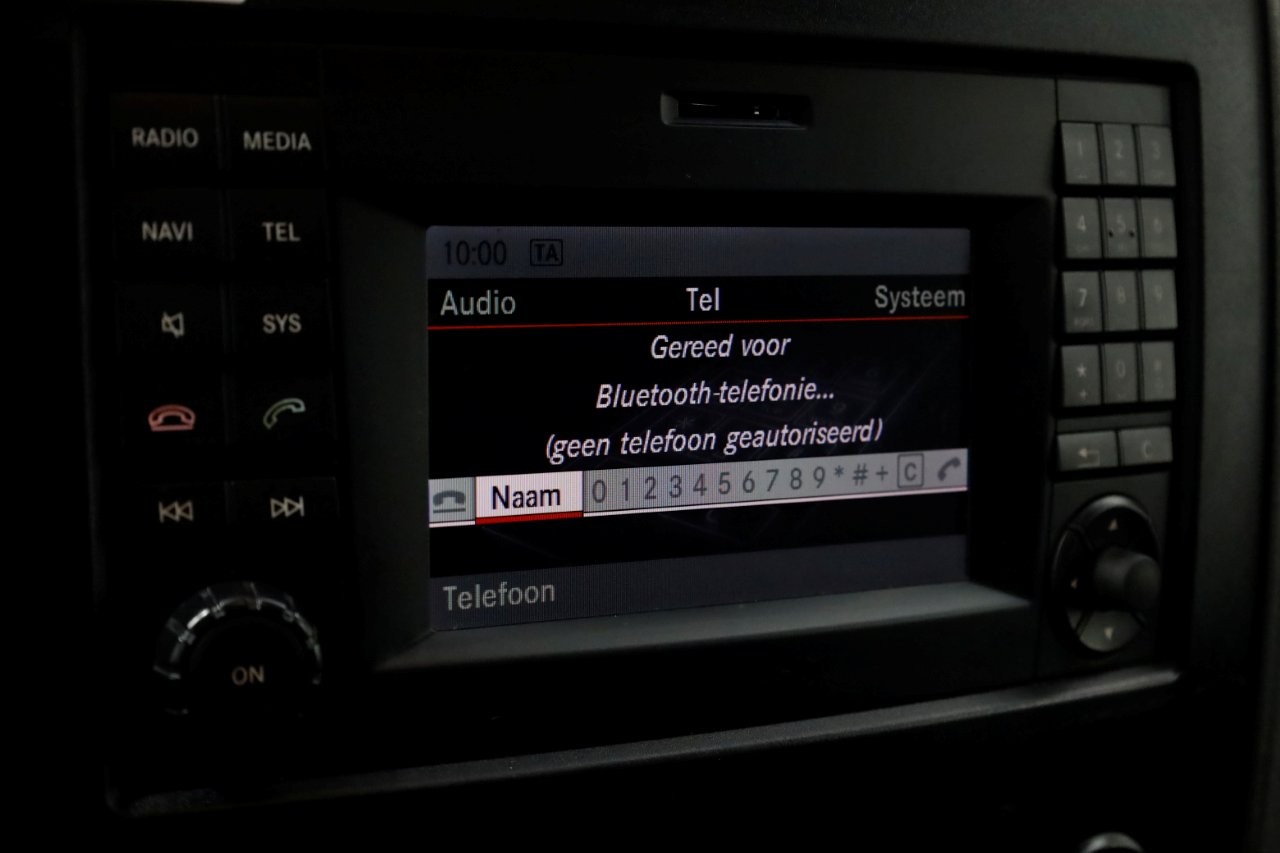 RADIO MEDIA
NAVI TEL
SYS
ON
10:00 TA
Audio Tel Systeem
Gereed voor
Bluetooth-telefonie...
(geen telefoon geautoriseerd)
Naam 0 1 2 3 4 5 6 7 8 9 * # + C
Telefoon
1 2 3
4 5 6
7 8 9
* 0
C